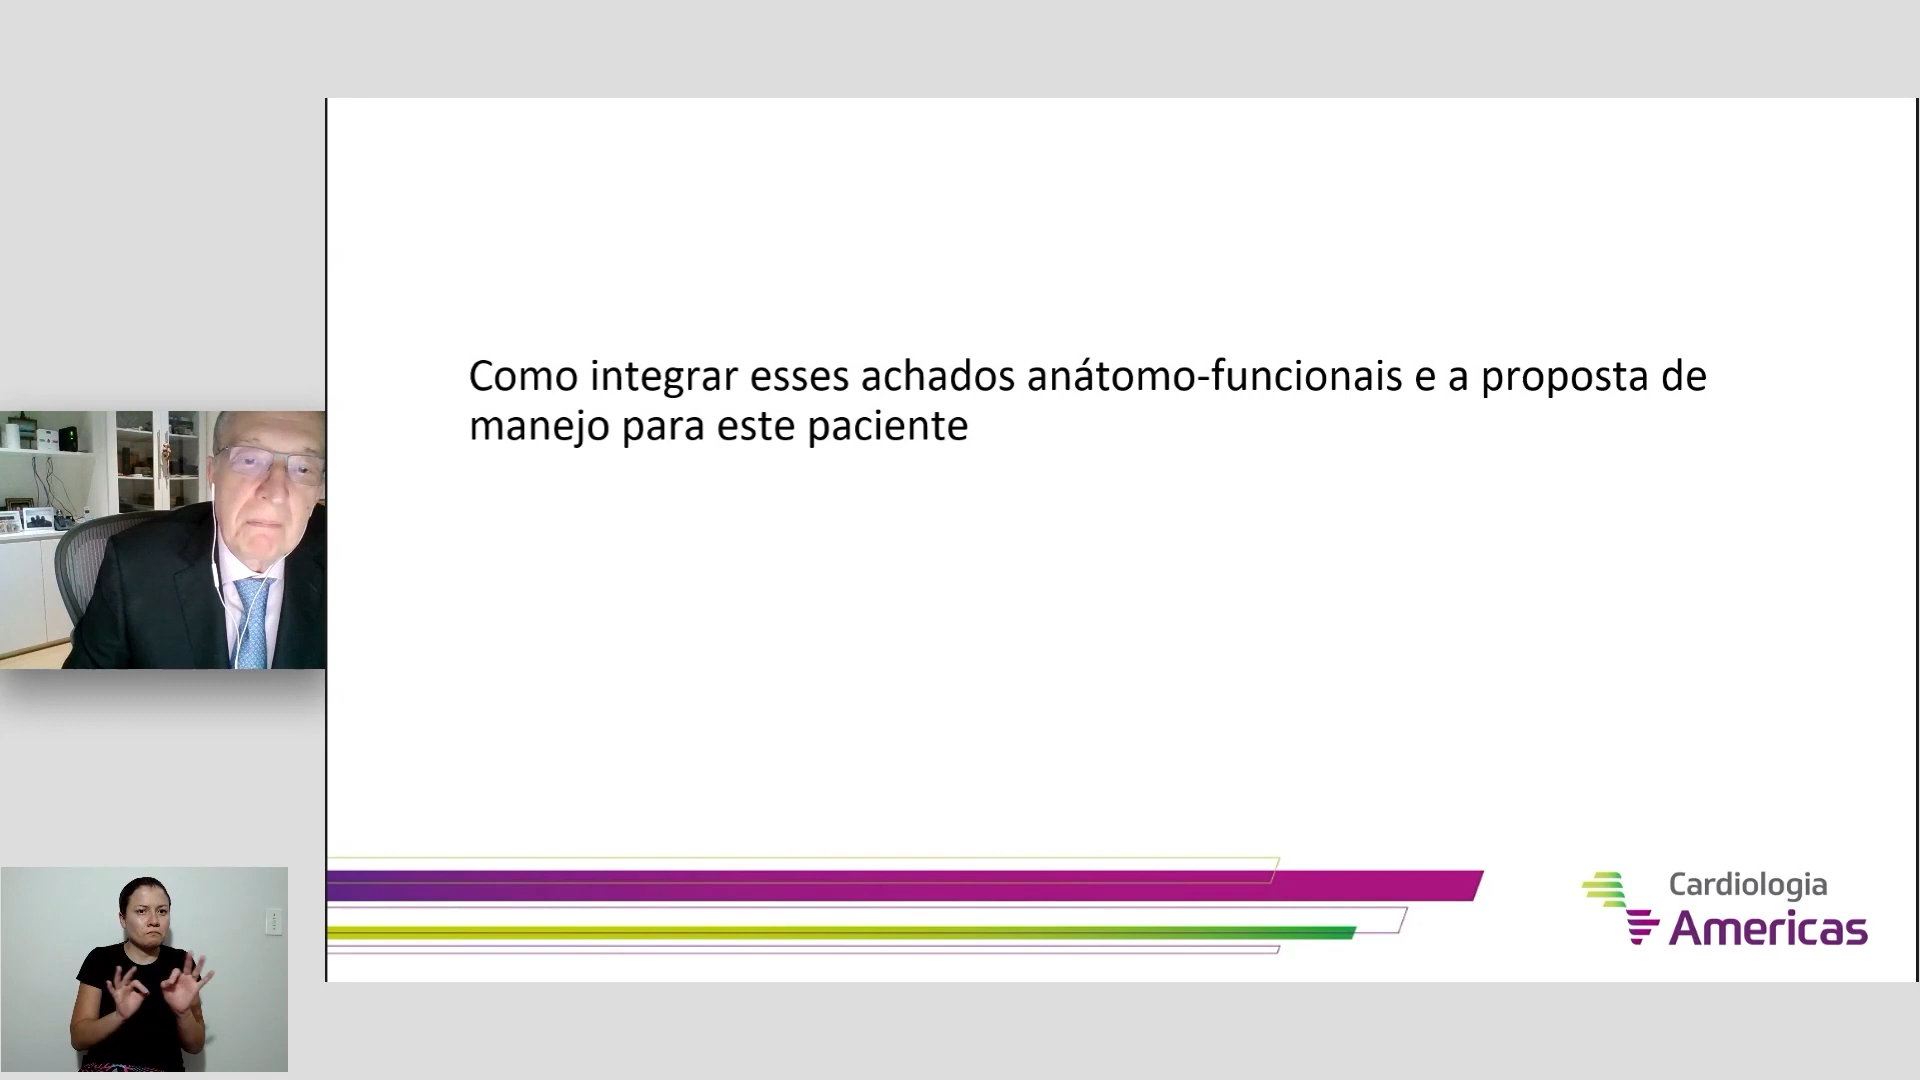 Como integrar esses achados anátomo-funcionais e a proposta de
manejo para este paciente
Cardiologia
Americas